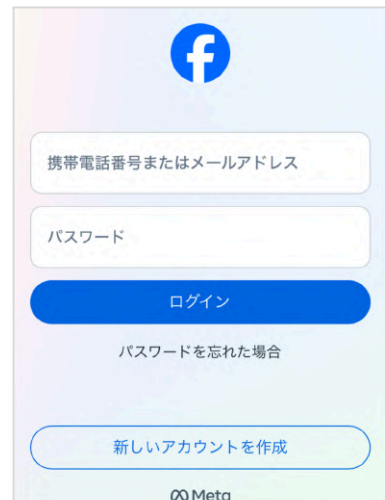 携帯電話番号またはメールアドレス
パスワード
ログイン
パスワードを忘れた場合
新しいアカウントを作成
Meta